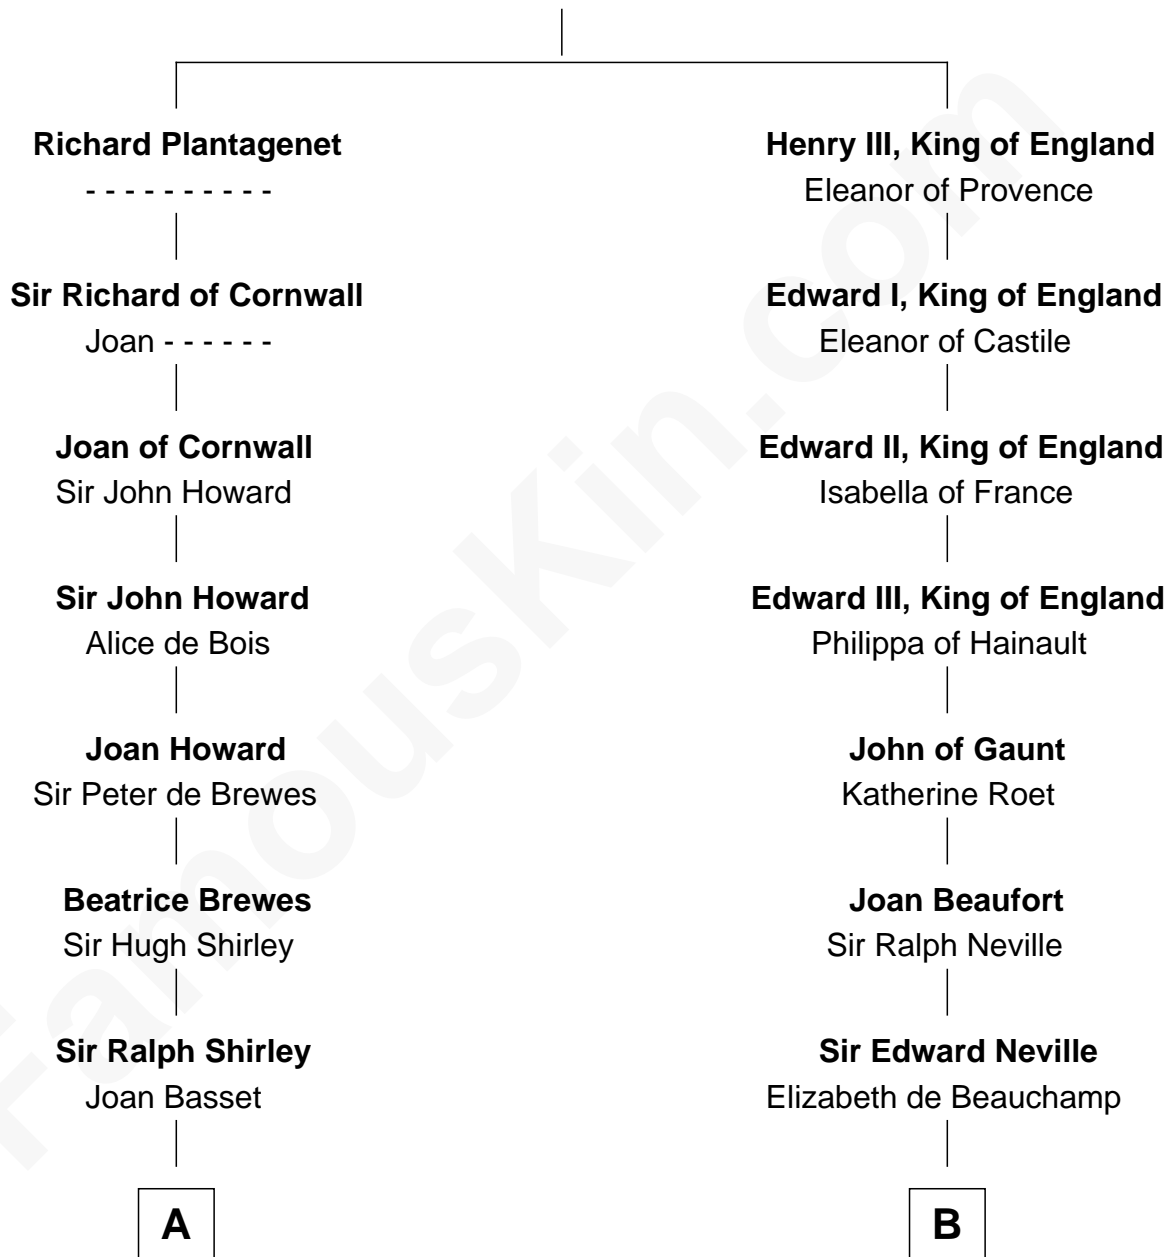 Richard Plantagenet
- - - - - - - - - -
Sir Richard of Cornwall
Joan - - - - - -
Joan of Cornwall
Sir John Howard
Sir John Howard
Alice de Bois
Joan Howard
Sir Peter de Brewes
Beatrice Brewes
Sir Hugh Shirley
Sir Ralph Shirley
Joan Basset
A
Henry III, King of England
Eleanor of Provence
Edward I, King of England
Eleanor of Castile
Edward II, King of England
Isabella of France
Edward III, King of England
Philippa of Hainault
John of Gaunt
Katherine Roet
Joan Beaufort
Sir Ralph Neville
Sir Edward Neville
Elizabeth de Beauchamp
B
FamousKin.com